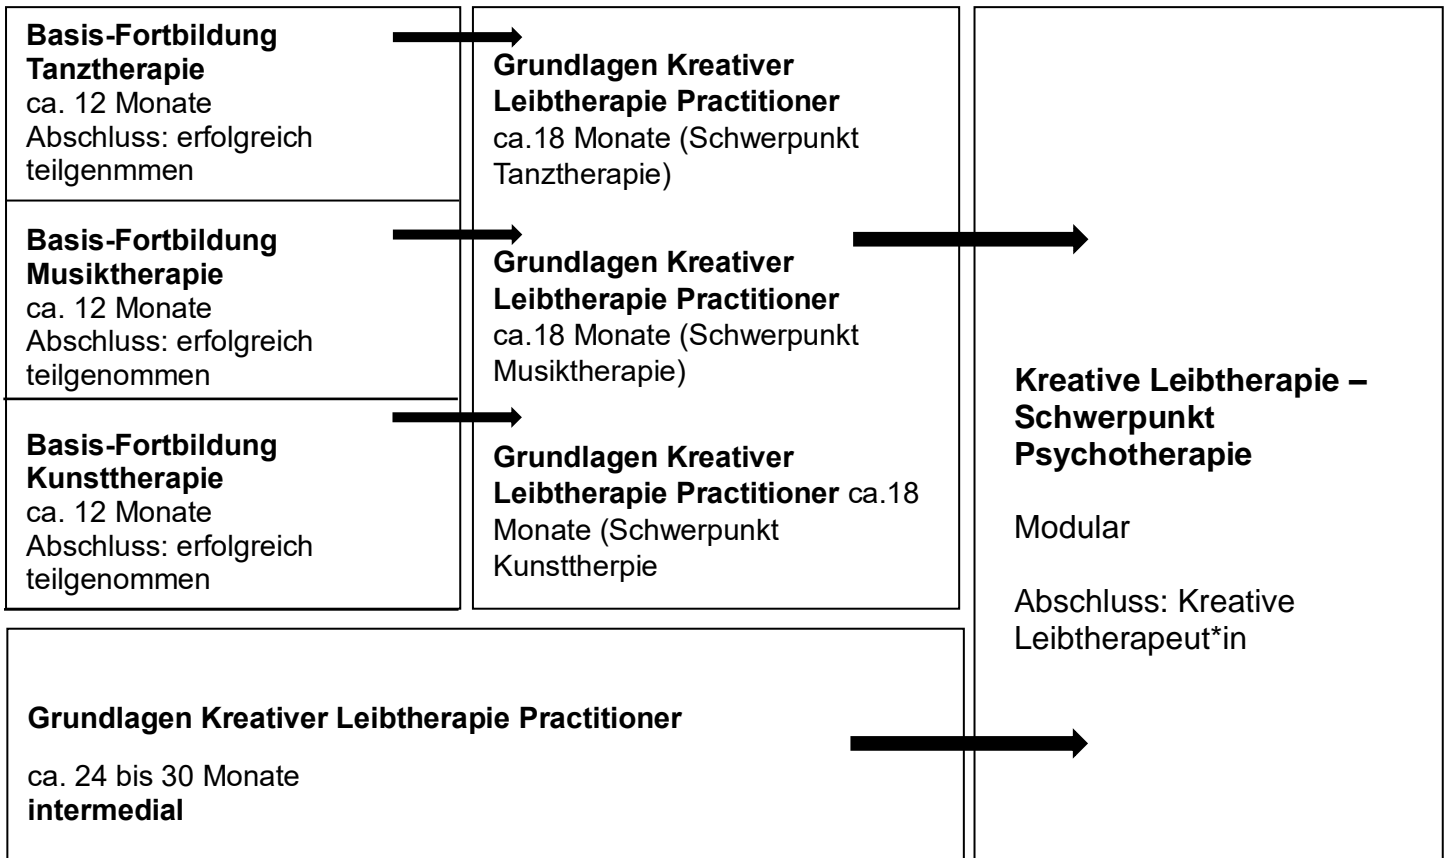 Basis-Fortbildung
Tanztherapie
ca. 12 Monate
Abschluss: erfolgreich
teilgenmmen
Grundlagen Kreativer
Leibtherapie Practitioner
ca.18 Monate (Schwerpunkt
Tanztherapie)
Basis-Fortbildung
Musiktherapie
ca. 12 Monate
Abschluss: erfolgreich
teilgenommen
Grundlagen Kreativer
Leibtherapie Practitioner
ca.18 Monate (Schwerpunkt
Musiktherapie)
Basis-Fortbildung
Kunsttherapie
ca. 12 Monate
Abschluss: erfolgreich
teilgenommen
Grundlagen Kreativer
Leibtherapie Practitioner ca.18
Monate (Schwerpunkt
Kunsttherpie
Grundlagen Kreativer Leibtherapie Practitioner
ca. 24 bis 30 Monate
intermedial
Kreative Leibtherapie –
Schwerpunkt
Psychotherapie
Modular
Abschluss: Kreative
Leibtherapeut*in